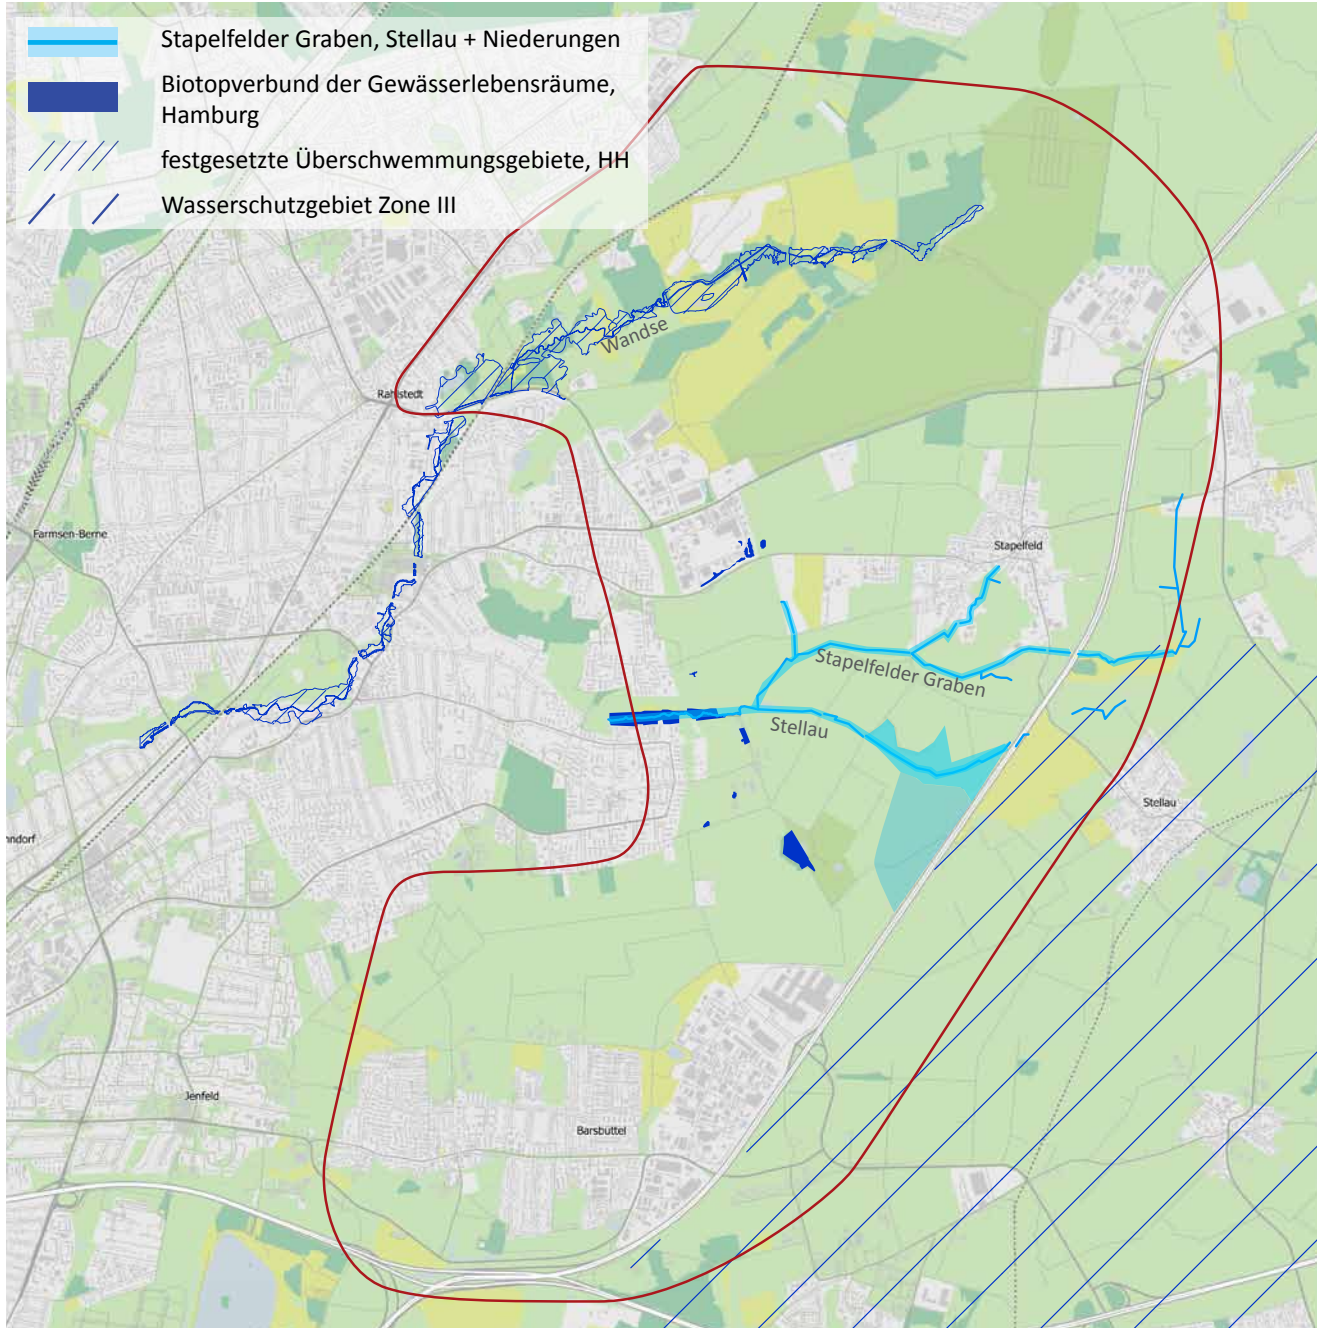 Stapelfelder Graben, Stellau + Niederungen
Biotopverbund der Gewässerlebensräume,
Hamburg
festgesetzte Überschwemmungsgebiete, HH
Wasserschutzgebiet Zone III
Wandse
Rahlstedt
Farmsen-Berne
Stapelfeld
Stapelfelder Graben
Stellau
Stellau
nndorf
Jenfeld
Barsbüttel